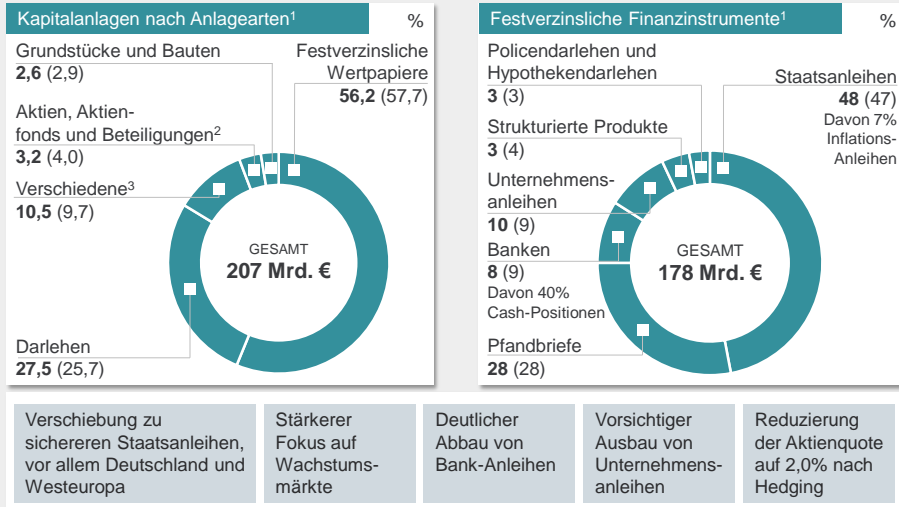 Kapitalanlagen nach Anlagearten¹ %
Grundstücke und Bauten
2,6 (2,9)
Festverzinsliche
Wertpapiere
56,2 (57,7)
Aktien, Aktien-
fonds und Beteiligungen²
3,2 (4,0)
Verschiedene³
10,5 (9,7)
GESAMT
207 Mrd. €
Darlehen
27,5 (25,7)
Festverzinsliche Finanzinstrumente¹ %
Policendarlehen und
Hypothekendarlehen
3 (3)
Staatsanleihen
48 (47)
Davon 7%
Inflations-
Anleihen
Strukturierte Produkte
3 (4)
Unternehmens-
anleihen
10 (9)
Banken
8 (9)
Davon 40%
Cash-Positionen
GESAMT
178 Mrd. €
Pfandbriefe
28 (28)
Verschiebung zu
sichereren Staatsanleihen,
vor allem Deutschland und
Westeuropa
Stärkerer
Fokus auf
Wachstums-
märkte
Deutlicher
Abbau von
Bank-Anleihen
Vorsichtiger
Ausbau von
Unternehmens-
anleihen
Reduzierung
der Aktienquote
auf 2,0% nach
Hedging